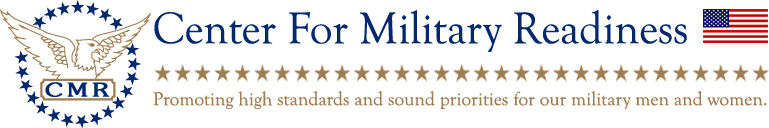 Center For Military Readiness
CMR
Promoting high standards and sound priorities for our military men and women.